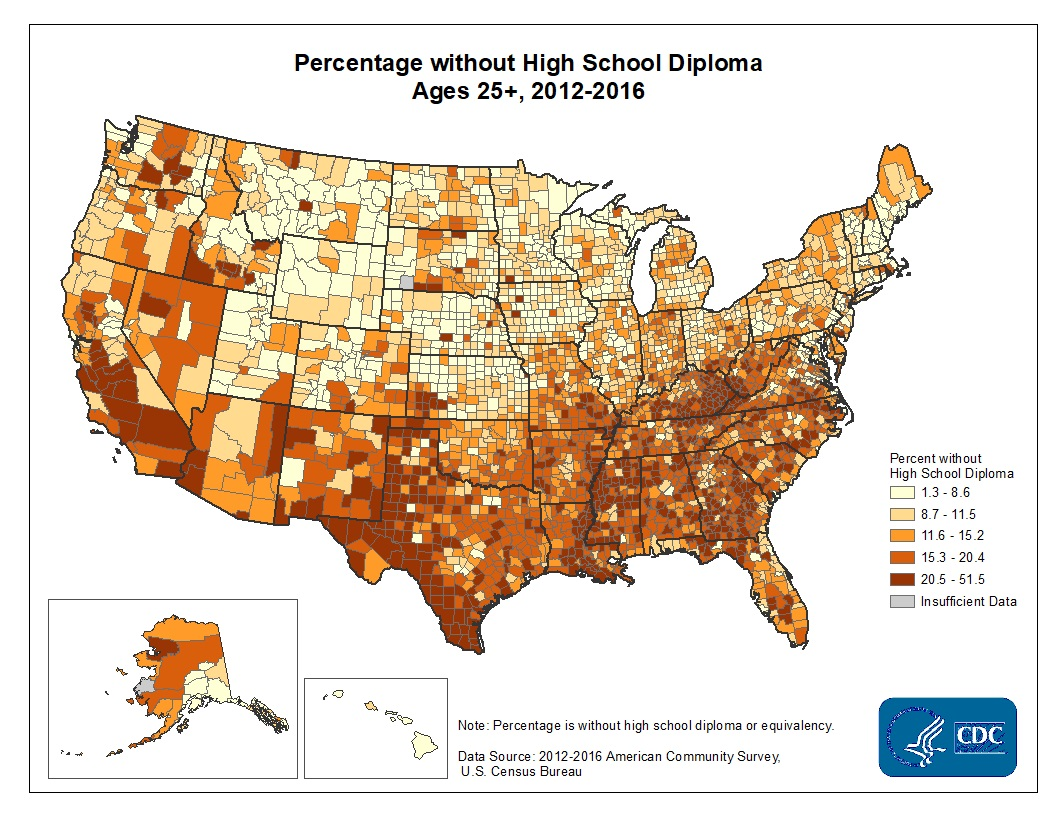 Percentage without High School Diploma
Ages 25+, 2012-2016
Percent without
High School Diploma
1.3 - 8.6
8.7 - 11.5
11.6 - 15.2
15.3 - 20.4
20.5 - 51.5
Insufficient Data
Note: Percentage is without high school diploma or equivalency.
Data Source: 2012-2016 American Community Survey,
U.S. Census Bureau
CDC